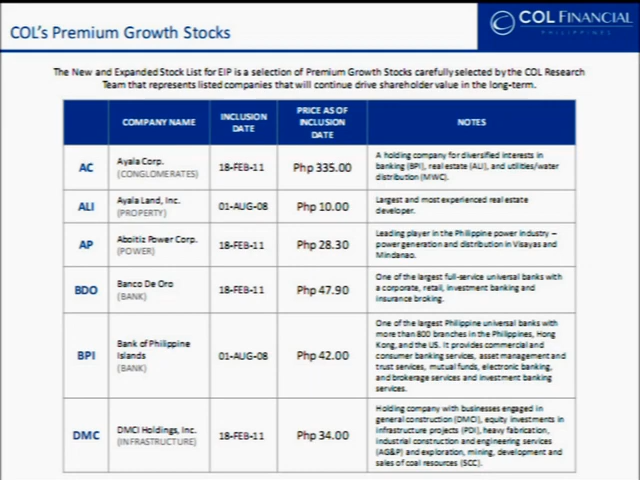 COL's Premium Growth Stocks
COL FINANCIAL
PHILIPPINES
The New and Expanded Stock List for EIP is a selection of Premium Growth Stocks carefully selected by the COL Research
Team that represents listed companies that will continue drive shareholder value in the long-term.
COMPANY NAME
INCLUSION
DATE
PRICE AS OF
INCLUSION
DATE
NOTES
AC
Ayala Corp.
(CONGLOMERATES)
18-FEB-11
Php 335.00
A holding company for diversified interests in
banking (BPI), real estate (ALI), and utilities/water
distribution (MWC).
ALI
Ayala Land, Inc.
(PROPERTY)
01-AUG-08
Php 10.00
Largest and most experienced real estate
developer.
AP
Aboitiz Power Corp.
(POWER)
18-FEB-11
Php 28.30
Leading player in the Philippine power industry –
power generation and distribution in Visayas and
Mindanao.
BDO
Banco De Oro
(BANK)
18-FEB-11
Php 47.90
One of the largest full-service universal banks with
a corporate, retail, investment banking and
insurance broking.
BPI
Bank of Philippine
Islands
(BANK)
01-AUG-08
Php 42.00
One of the largest Philippine universal banks with
more than 800 branches in the Philippines, Hong
Kong, and the US. It provides commercial and
consumer banking services, asset management and
trust services, mutual funds, electronic banking,
and brokerage services and investment banking
services.
DMC
DMCI Holdings, Inc.
(INFRASTRUCTURE)
18-FEB-11
Php 34.00
Holding company with businesses engaged in
general construction (DMCI), equity investments in
infrastructure projects (PDI), heavy fabrication,
industrial construction and engineering services
(AG&P) and exploration, mining, development and
sales of coal resources (SCC).